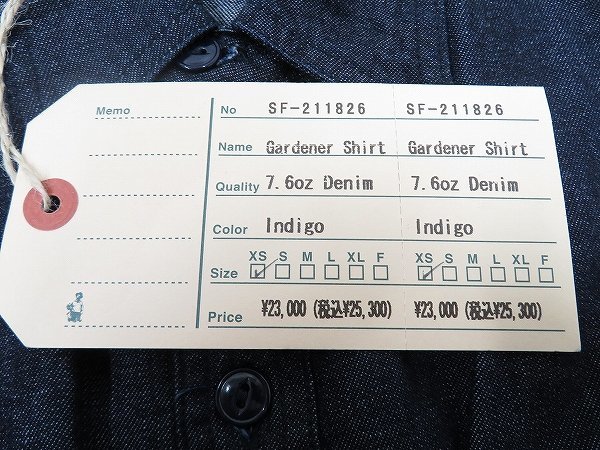 Memo
No SF-211826 SF-211826
Name Gardener Shirt Gardener Shirt
Quality 7.6oz Denim 7.6oz Denim
Color Indigo Indigo
XS S M L XL F XS S M L XL F
Size
Price ¥23,000 (税込¥25,300) ¥23,000 (税込¥25,300)